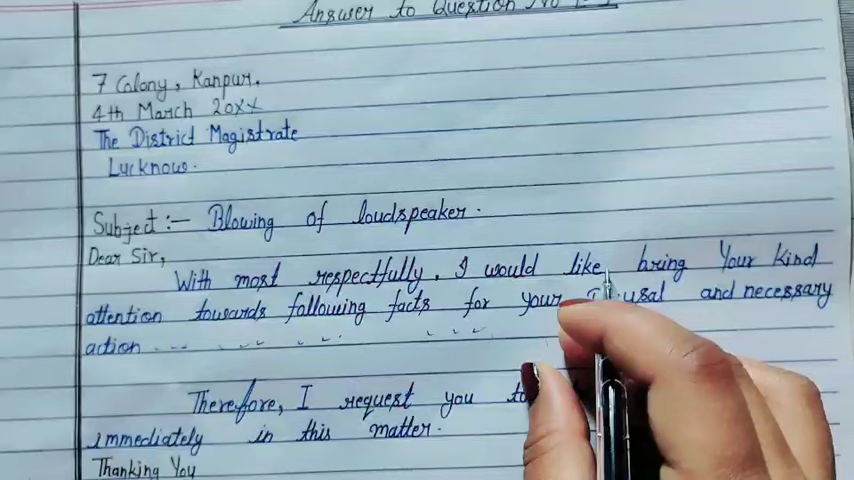 Answer to Question No
7 Colony, Kanpur.
4th March 20XX
The District Magistrate
Lucknow.
Subject :- Blowing of loudspeaker.
Dear Sir,
With most respectfully, I would like bring Your kind
attention towards following facts for your and necessary
action
Therefore, I request you to
immediately in this matter.
Thanking You